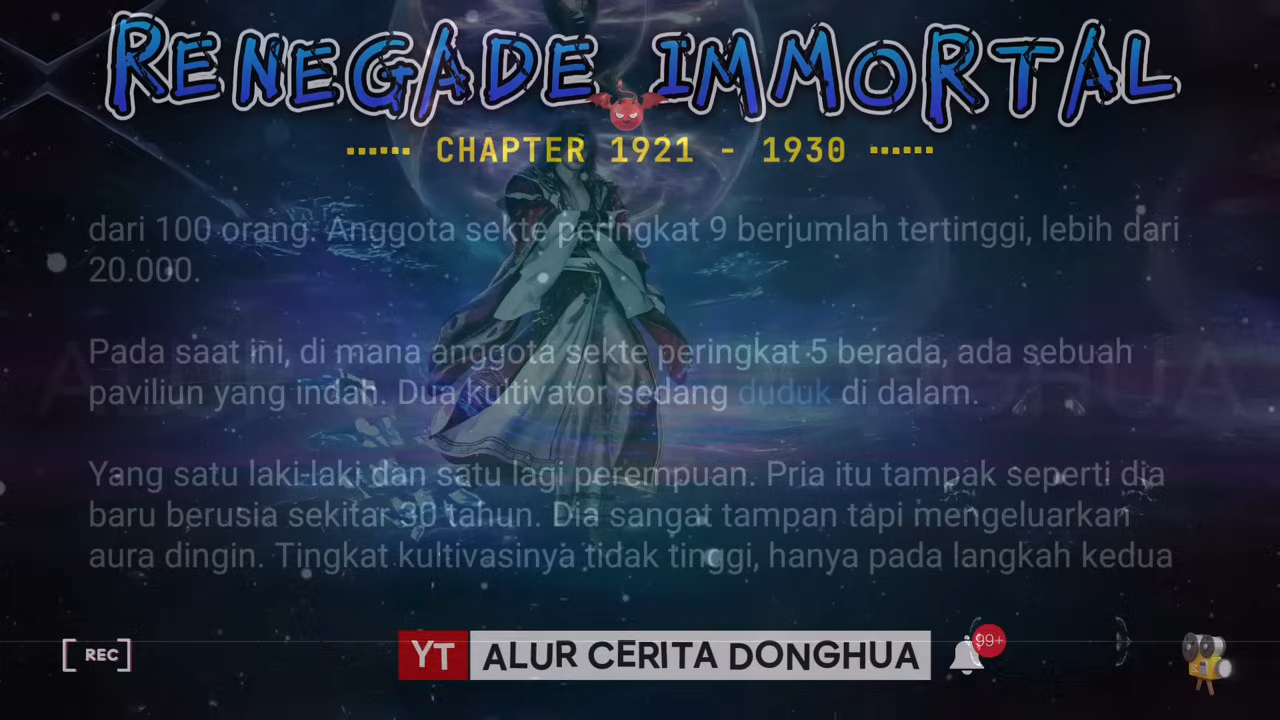 RENEGADE IMMORTAL
CHAPTER 1921 - 1930
dari 100 orang. Anggota sekte peringkat 9 berjumlah tertinggi, lebih dari
20.000.
Pada saat ini, di mana anggota sekte peringkat 5 berada, ada sebuah
paviliun yang indah. Dua kultivator sedang duduk di dalam.
Yang satu laki-laki dan satu lagi perempuan. Pria itu tampak seperti dia
baru berusia sekitar 30 tahun. Dia sangat tampan tapi mengeluarkan
aura dingin. Tingkat kultivasinya tidak tinggi, hanya pada langkah kedua
[REC]
YT ALUR CERITA DONGHUA 99+